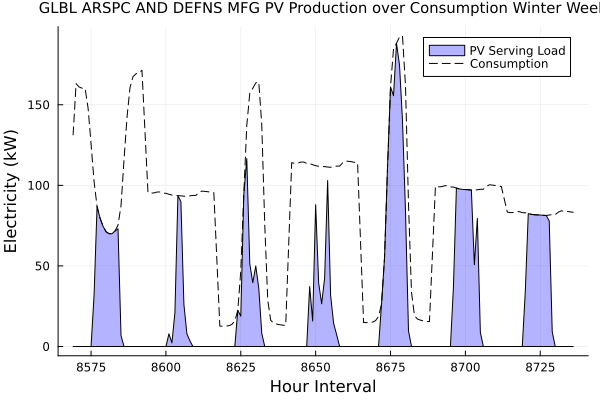 GLBL ARSPC AND DEFNS MFG PV Production over Consumption Winter Wee
PV Serving Load
Consumption
Electricity (kW)
150
100
50
0
8575 8600 8625 8650 8675 8700 8725
Hour Interval